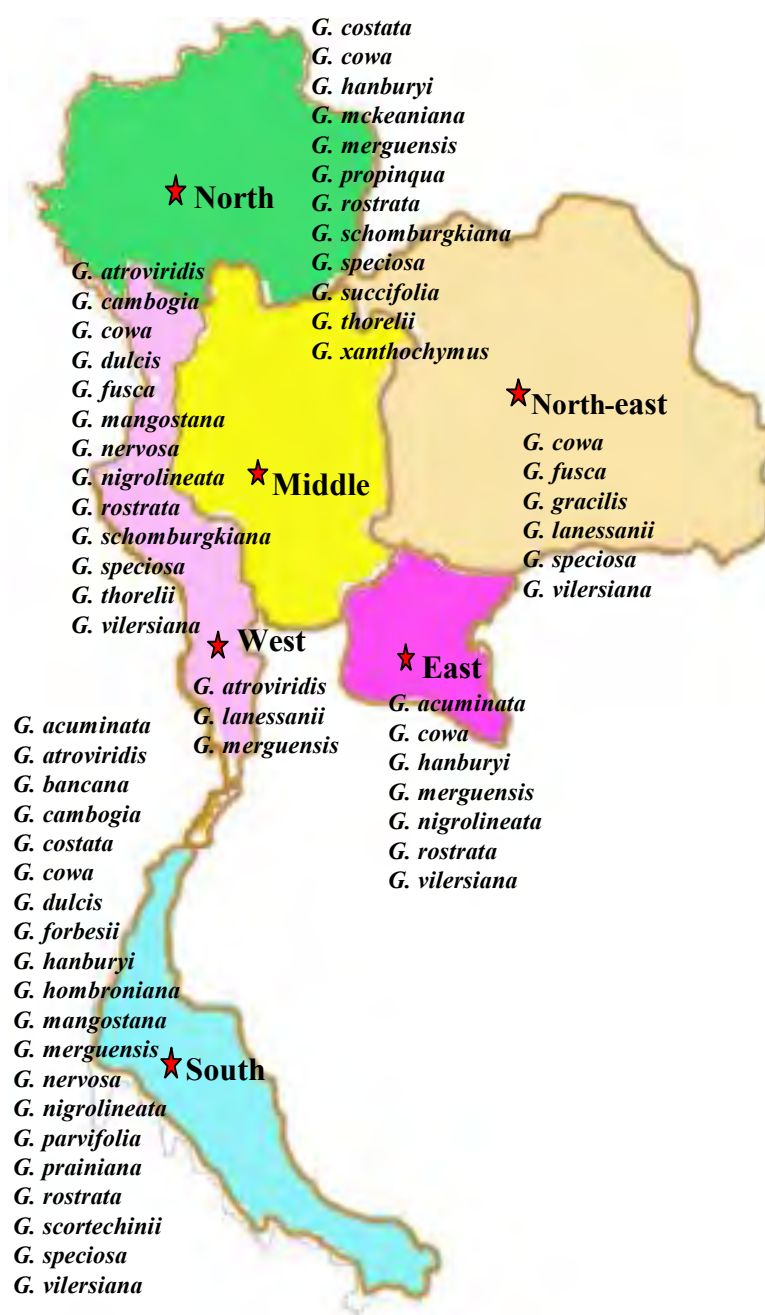 G. costata
G. cowa
G. hanburyi
G. mckeaniana
G. merguensis
G. propinqua
G. rostrata
G. schomburgkiana
G. speciosa
G. succifolia
G. thorelii
G. xanthochymus
North
G. atroviridis
G. cambogia
G. cowa
G. dulcis
G. fusca
G. mangostana
G. nervosa
G. nigrolineata
G. rostrata
G. schomburgkiana
G. speciosa
G. thorelii
G. vilersiana
Middle
North-east
G. cowa
G. fusca
G. gracilis
G. lanessanii
G. speciosa
G. vilersiana
West
G. atroviridis
G. lanessanii
G. merguensis
East
G. acuminata
G. cowa
G. hanburyi
G. merguensis
G. nigrolineata
G. rostrata
G. vilersiana
G. acuminata
G. atroviridis
G. bancana
G. cambogia
G. costata
G. cowa
G. dulcis
G. forbesii
G. hanburyi
G. hombroniana
G. mangostana
G. merguensis
G. nervosa
G. nigrolineata
G. parvifolia
G. prainiana
G. rostrata
G. scortechinii
G. speciosa
G. vilersiana
South